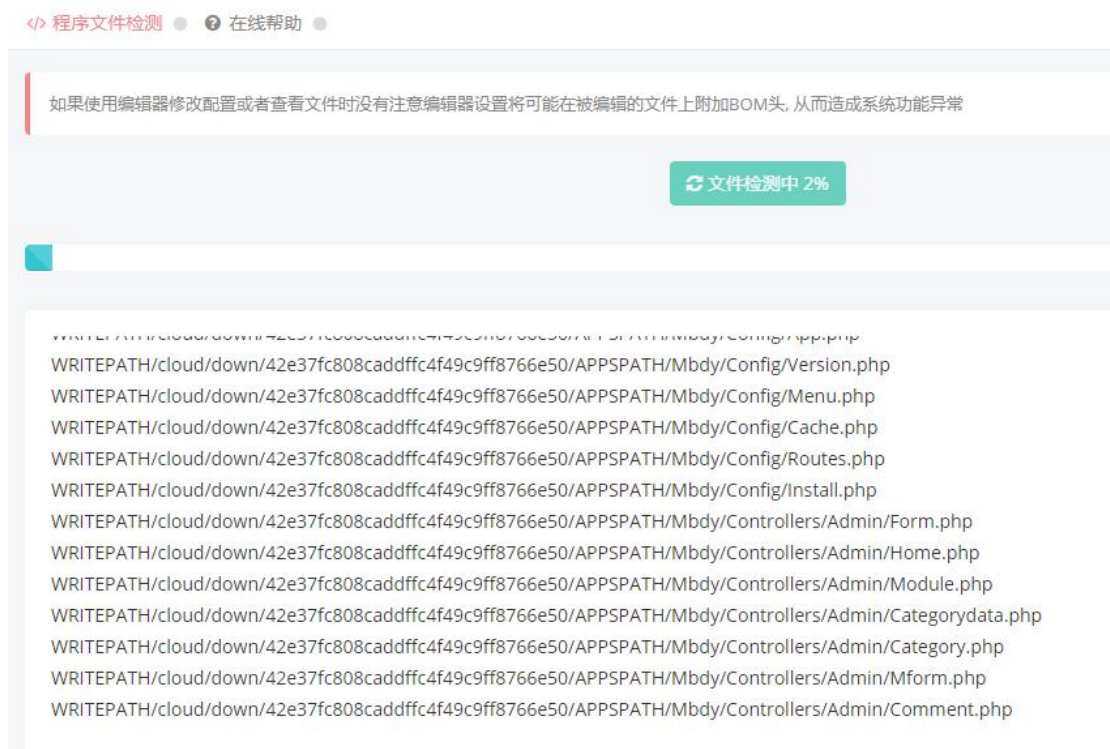 </> 程序文件检测 在线帮助
如果使用编辑器修改配置或者查看文件时没有注意编辑器设置将可能在被编辑的文件上附加BOM头, 从而造成系统功能异常
文件检测中 2%
WRITEPATH/cloud/down/42e37fc808caddffc4f49c9ff8766e50/APPSPATH/Mbdy/Config/App.php
WRITEPATH/cloud/down/42e37fc808caddffc4f49c9ff8766e50/APPSPATH/Mbdy/Config/Version.php
WRITEPATH/cloud/down/42e37fc808caddffc4f49c9ff8766e50/APPSPATH/Mbdy/Config/Menu.php
WRITEPATH/cloud/down/42e37fc808caddffc4f49c9ff8766e50/APPSPATH/Mbdy/Config/Cache.php
WRITEPATH/cloud/down/42e37fc808caddffc4f49c9ff8766e50/APPSPATH/Mbdy/Config/Routes.php
WRITEPATH/cloud/down/42e37fc808caddffc4f49c9ff8766e50/APPSPATH/Mbdy/Config/Install.php
WRITEPATH/cloud/down/42e37fc808caddffc4f49c9ff8766e50/APPSPATH/Mbdy/Controllers/Admin/Form.php
WRITEPATH/cloud/down/42e37fc808caddffc4f49c9ff8766e50/APPSPATH/Mbdy/Controllers/Admin/Home.php
WRITEPATH/cloud/down/42e37fc808caddffc4f49c9ff8766e50/APPSPATH/Mbdy/Controllers/Admin/Module.php
WRITEPATH/cloud/down/42e37fc808caddffc4f49c9ff8766e50/APPSPATH/Mbdy/Controllers/Admin/Categorydata.php
WRITEPATH/cloud/down/42e37fc808caddffc4f49c9ff8766e50/APPSPATH/Mbdy/Controllers/Admin/Category.php
WRITEPATH/cloud/down/42e37fc808caddffc4f49c9ff8766e50/APPSPATH/Mbdy/Controllers/Admin/Mform.php
WRITEPATH/cloud/down/42e37fc808caddffc4f49c9ff8766e50/APPSPATH/Mbdy/Controllers/Admin/Comment.php